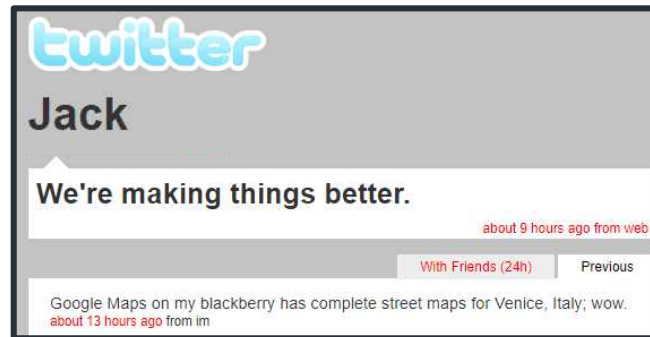 twitter
Jack
We're making things better.
about 9 hours ago from web
With Friends (24h) Previous
Google Maps on my blackberry has complete street maps for Venice, Italy; wow.
about 13 hours ago from im